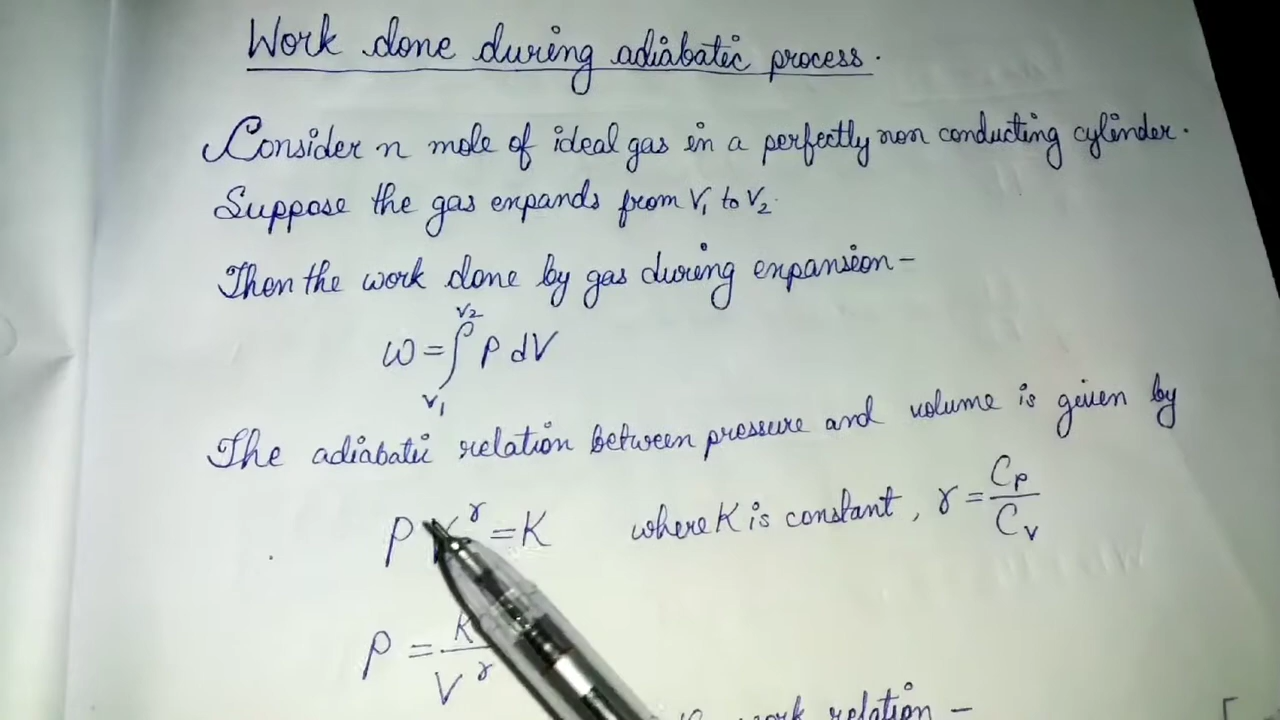 Work done during adiabatic process.
Consider n mole of ideal gas in a perfectly non conducting cylinder.
Suppose the gas expands from V₁ to V₂.
Then the work done by gas during expansion –
V₂
ω = ∫ P dV
V₁
The adiabatic relation between pressure and volume is given by
P V^γ = K where K is constant, γ = Cp/Cv
P = K/V^γ
work relation –